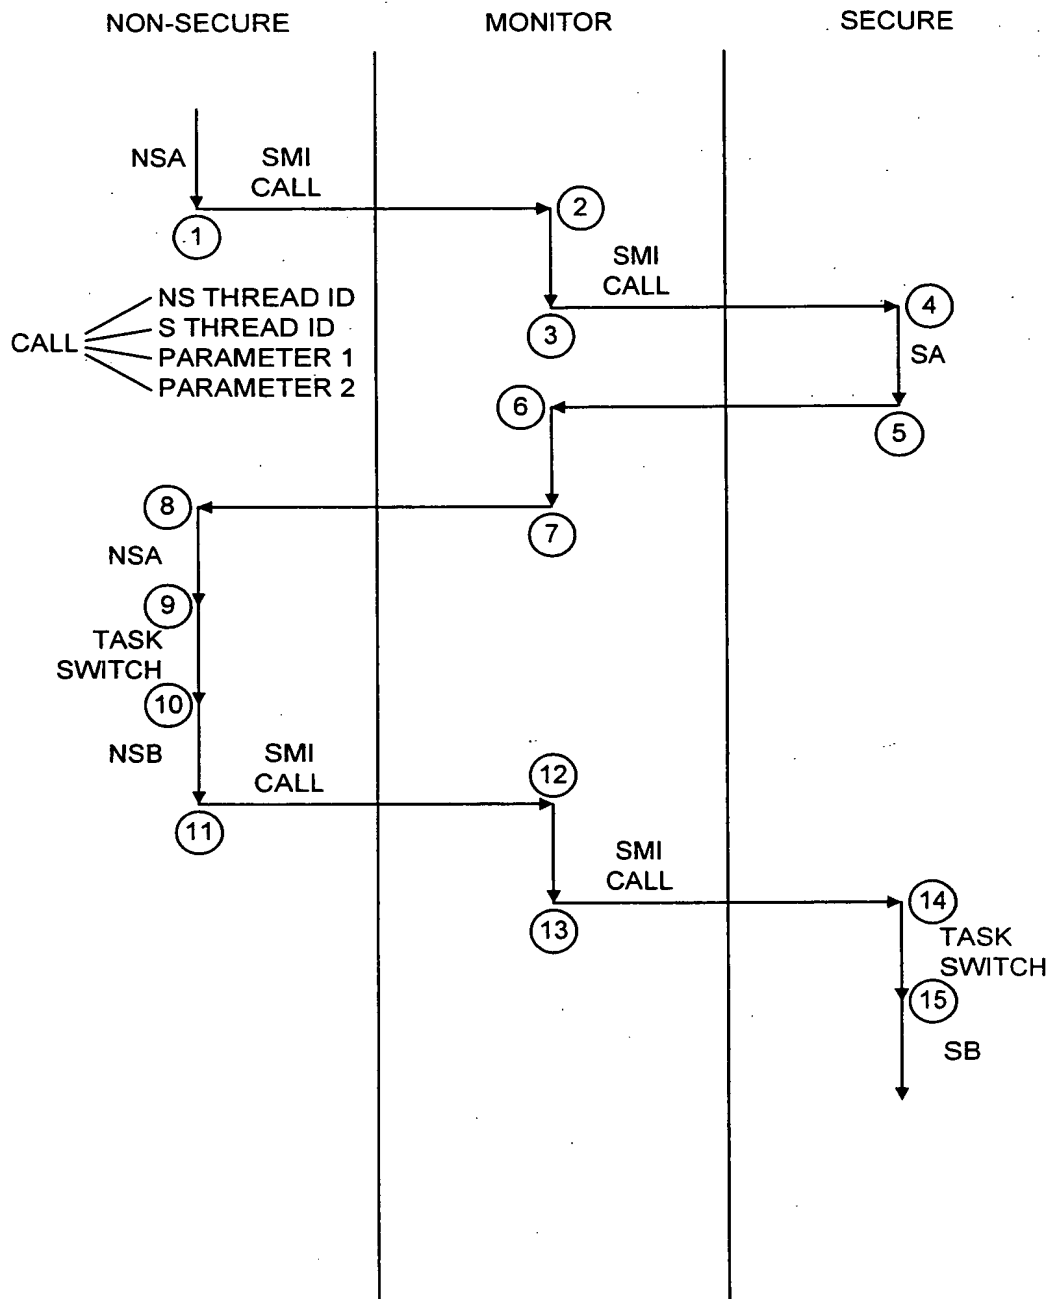 NON-SECURE
MONITOR
SECURE
NSA
SMI
CALL
1
2
SMI
CALL
3
4
CALL
NS THREAD ID
S THREAD ID
PARAMETER 1
PARAMETER 2
SA
5
6
7
8
NSA
9
TASK
SWITCH
10
NSB
11
SMI
CALL
12
13
SMI
CALL
14
TASK
SWITCH
15
SB